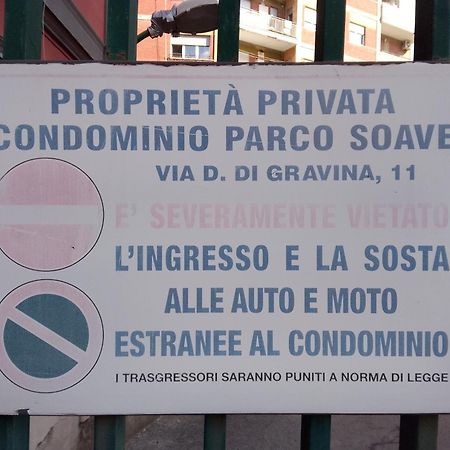 PROPRIETÀ PRIVATA
CONDOMINIO PARCO SOAVE
VIA D. DI GRAVINA, 11
E' SEVERAMENTE VIETATO
L'INGRESSO E LA SOSTA
ALLE AUTO E MOTO
ESTRANEE AL CONDOMINIO
I TRASGRESSORI SARANNO PUNITI A NORMA DI LEGGE